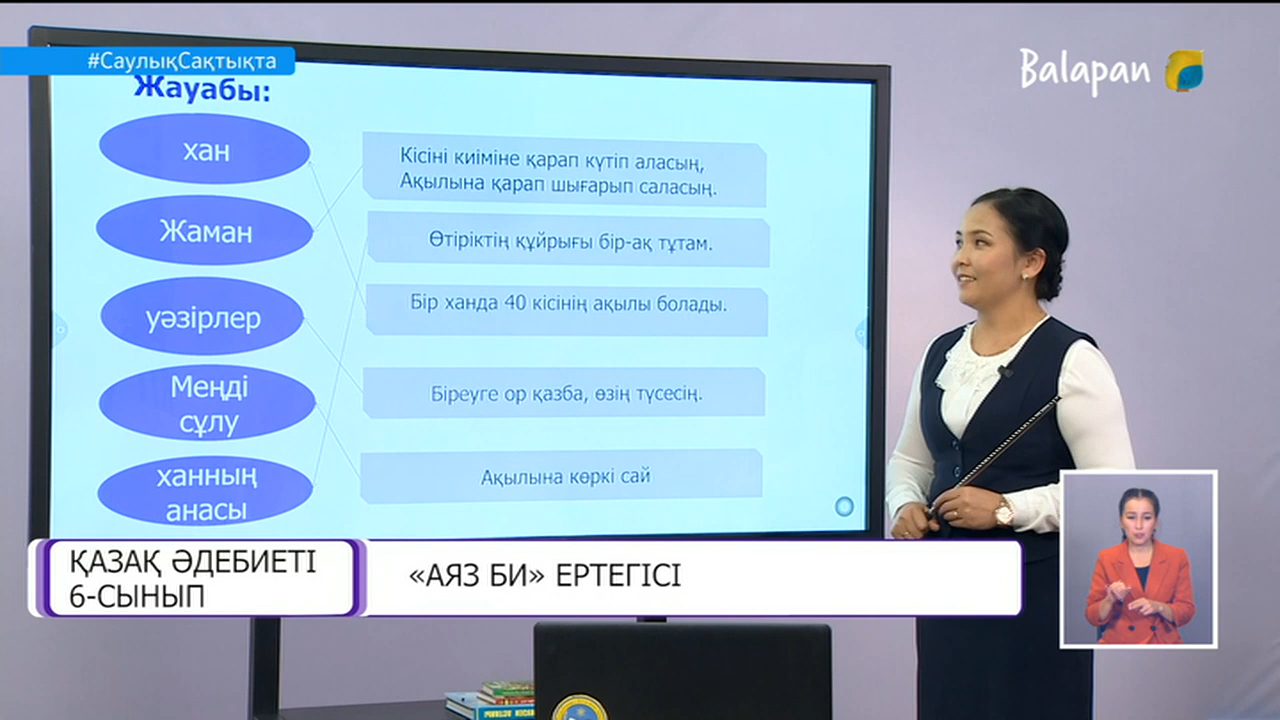 #СаулықСақтықта
Balapan
Жауабы:
хан
Жаман
уәзірлер
Меңді
сұлу
ханның
анасы
Кісіні киіміне қарап күтіп аласың,
Ақылына қарап шығарып саласың.
Өтіріктің құйрығы бір-ақ тұтам.
Бір ханда 40 кісінің ақылы болады.
Біреуге ор қазба, өзің түсесің.
Ақылына көркі сай
ҚАЗАҚ ӘДЕБИЕТІ
6-СЫНЫП
«АЯЗ БИ» ЕРТЕГІСІ